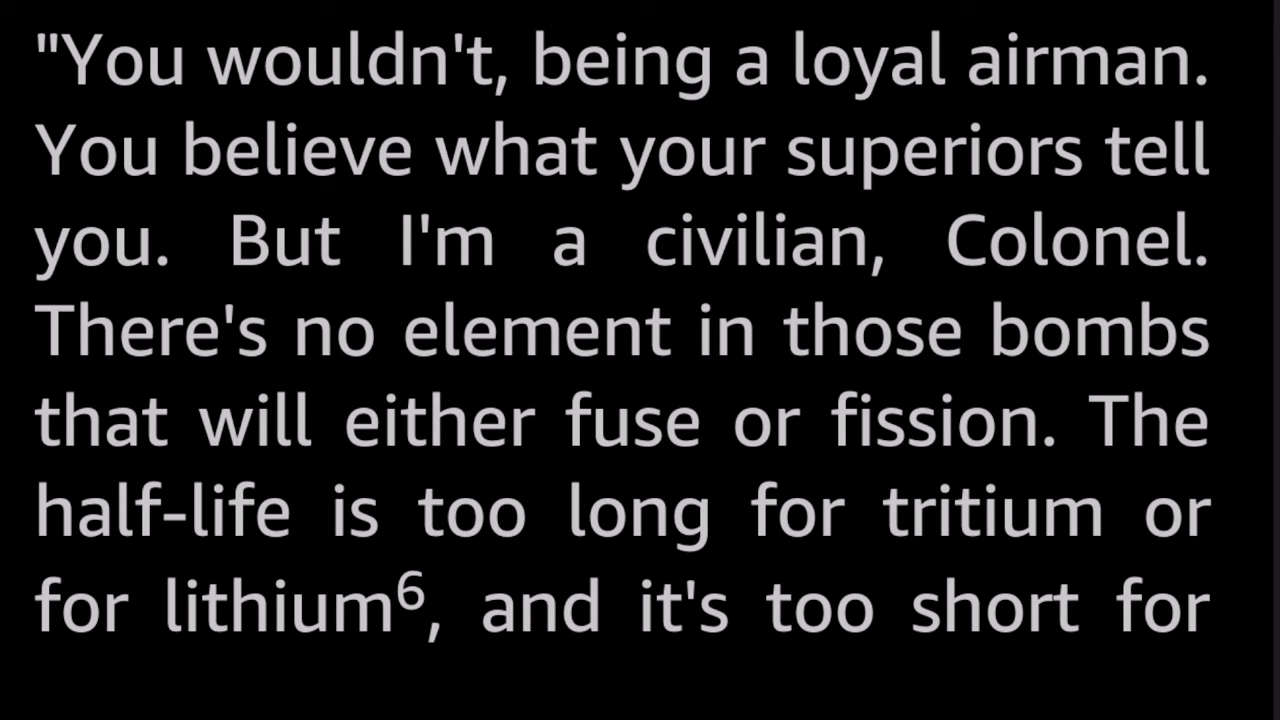 "You wouldn't, being a loyal airman.
You believe what your superiors tell
you. But I'm a civilian, Colonel.
There's no element in those bombs
that will either fuse or fission. The
half-life is too long for tritium or
for lithium⁶, and it's too short for